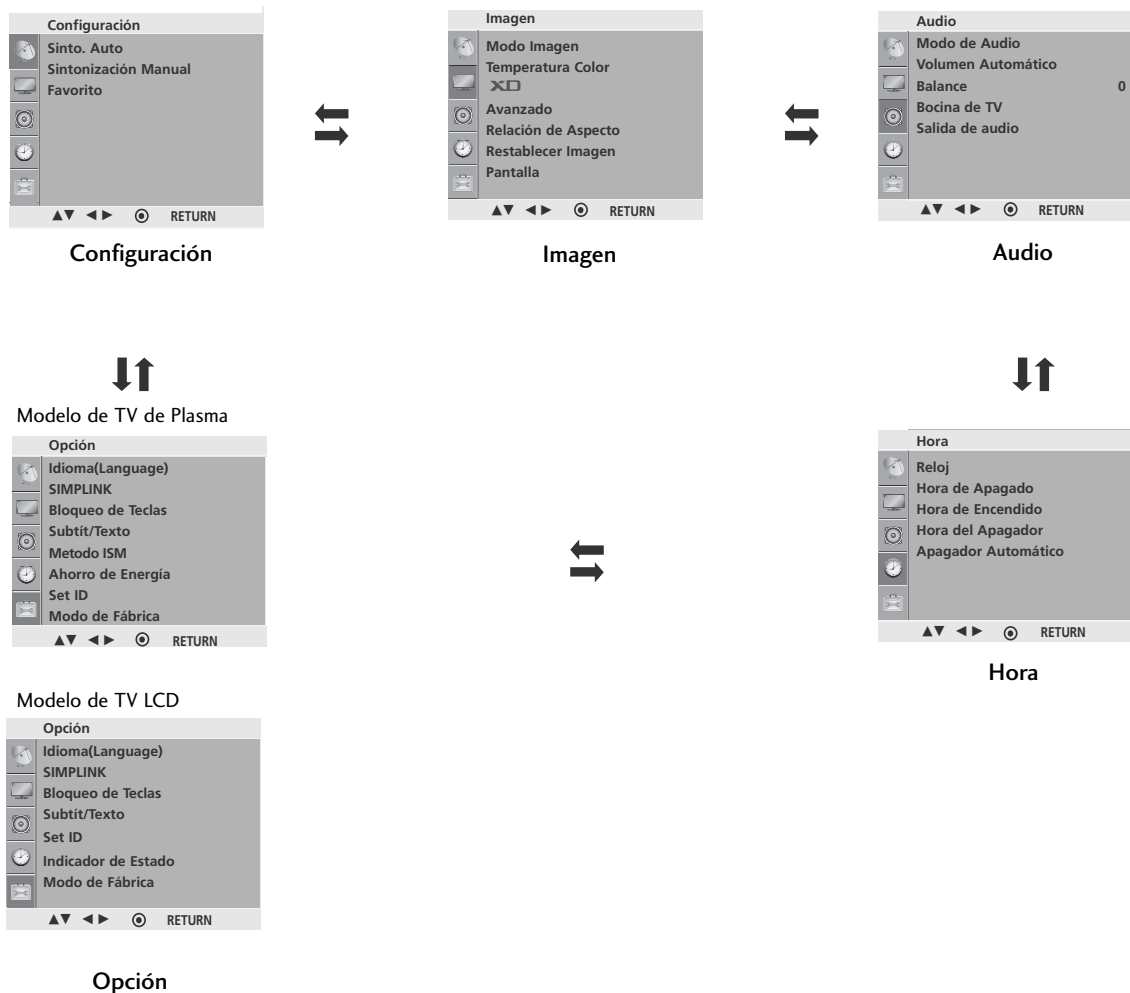 Configuración
Sinto. Auto
Sintonización Manual
Favorito
RETURN
Configuración
Imagen
Modo Imagen
Temperatura Color
XD
Avanzado
Relación de Aspecto
Restablecer Imagen
Pantalla
RETURN
Imagen
Audio
Modo de Audio
Volumen Automático
Balance 0
Bocina de TV
Salida de audio
RETURN
Audio
Modelo de TV de Plasma
Opción
Idioma(Language)
SIMPLINK
Bloqueo de Teclas
Subtít/Texto
Metodo ISM
Ahorro de Energía
Set ID
Modo de Fábrica
RETURN
Hora
Reloj
Hora de Apagado
Hora de Encendido
Hora del Apagador
Apagador Automático
RETURN
Hora
Modelo de TV LCD
Opción
Idioma(Language)
SIMPLINK
Bloqueo de Teclas
Subtít/Texto
Set ID
Indicador de Estado
Modo de Fábrica
RETURN
Opción